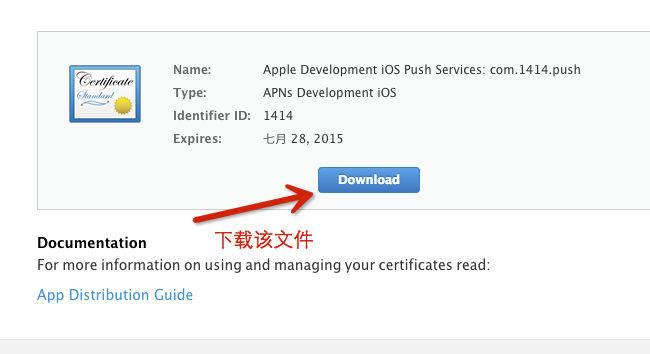 Certificate
Standard
Name: Apple Development iOS Push Services: com.1414.push
Type: APNs Development iOS
Identifier ID: 1414
Expires: 七月 28, 2015
Download
下载该文件
Documentation
For more information on using and managing your certificates read:
App Distribution Guide